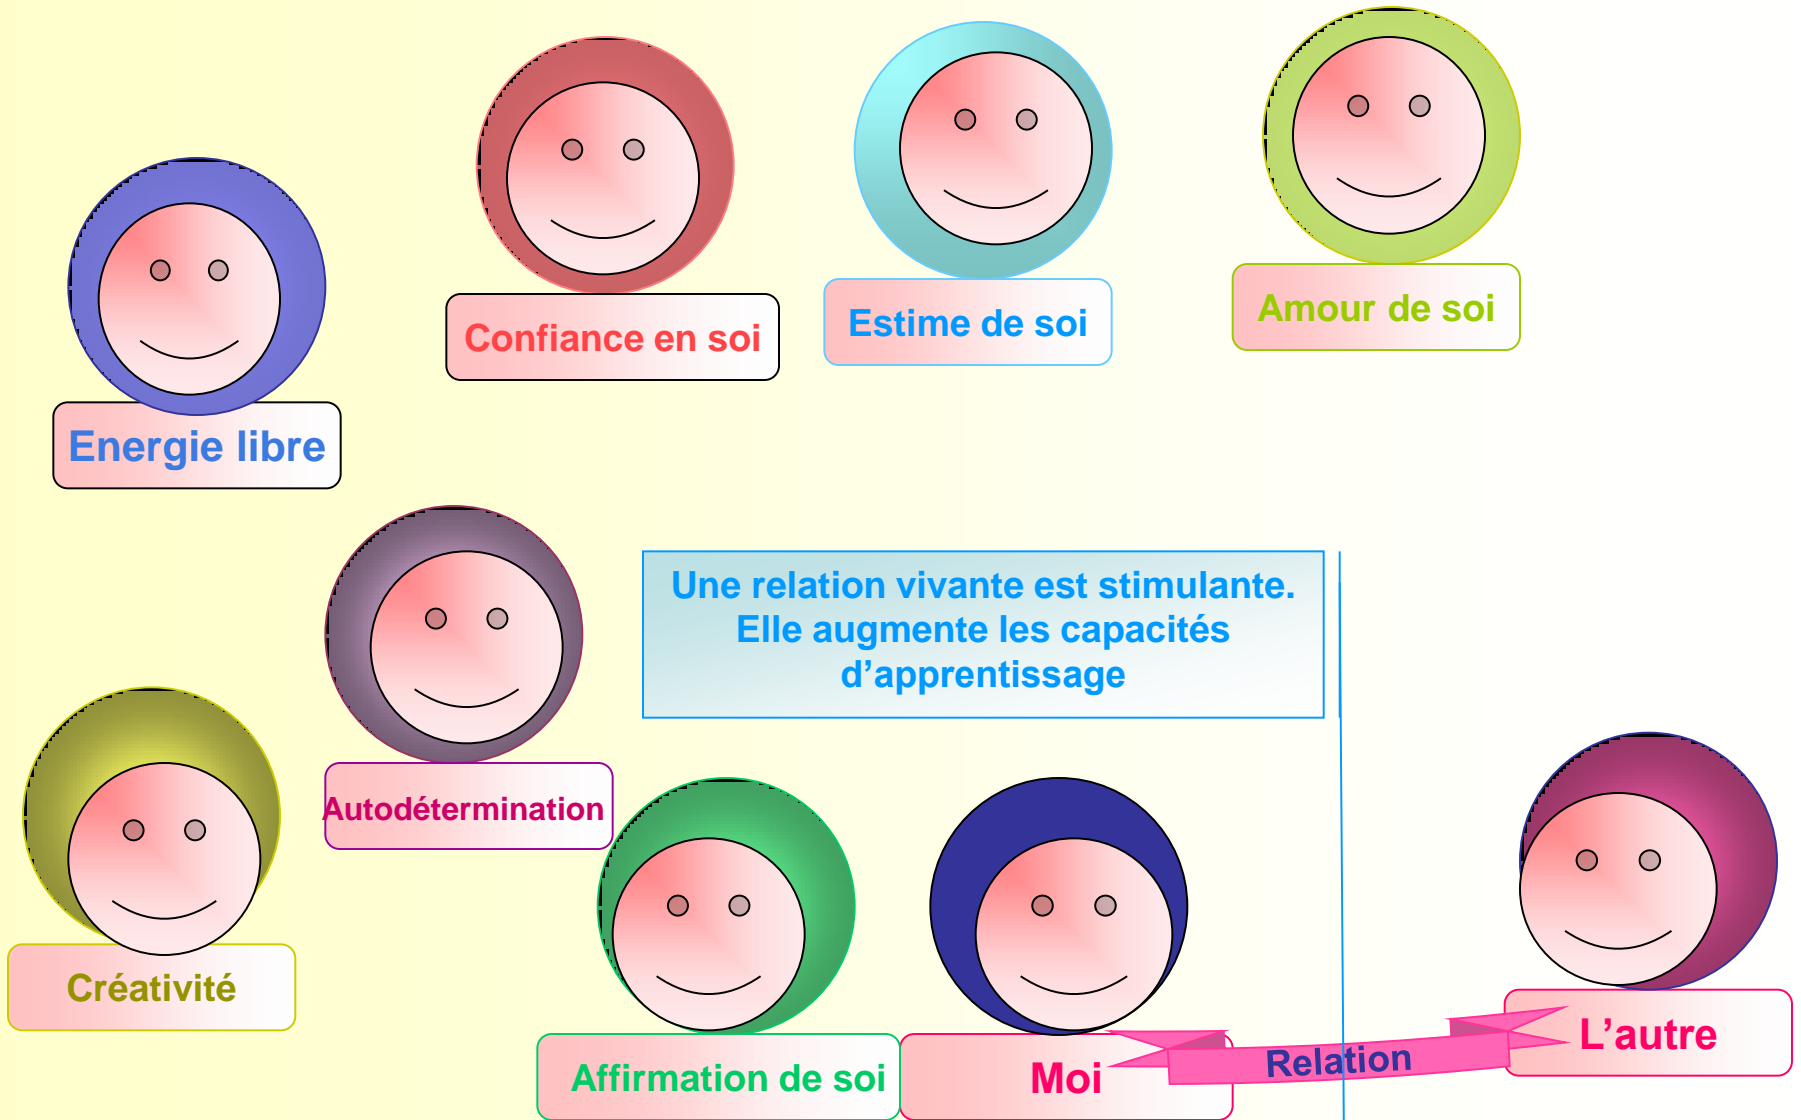 Amour de soi
Estime de soi
Confiance en soi
Energie libre
Une relation vivante est stimulante.
Elle augmente les capacités
d’apprentissage
Autodétermination
Créativité
Affirmation de soi
Moi
Relation
L’autre